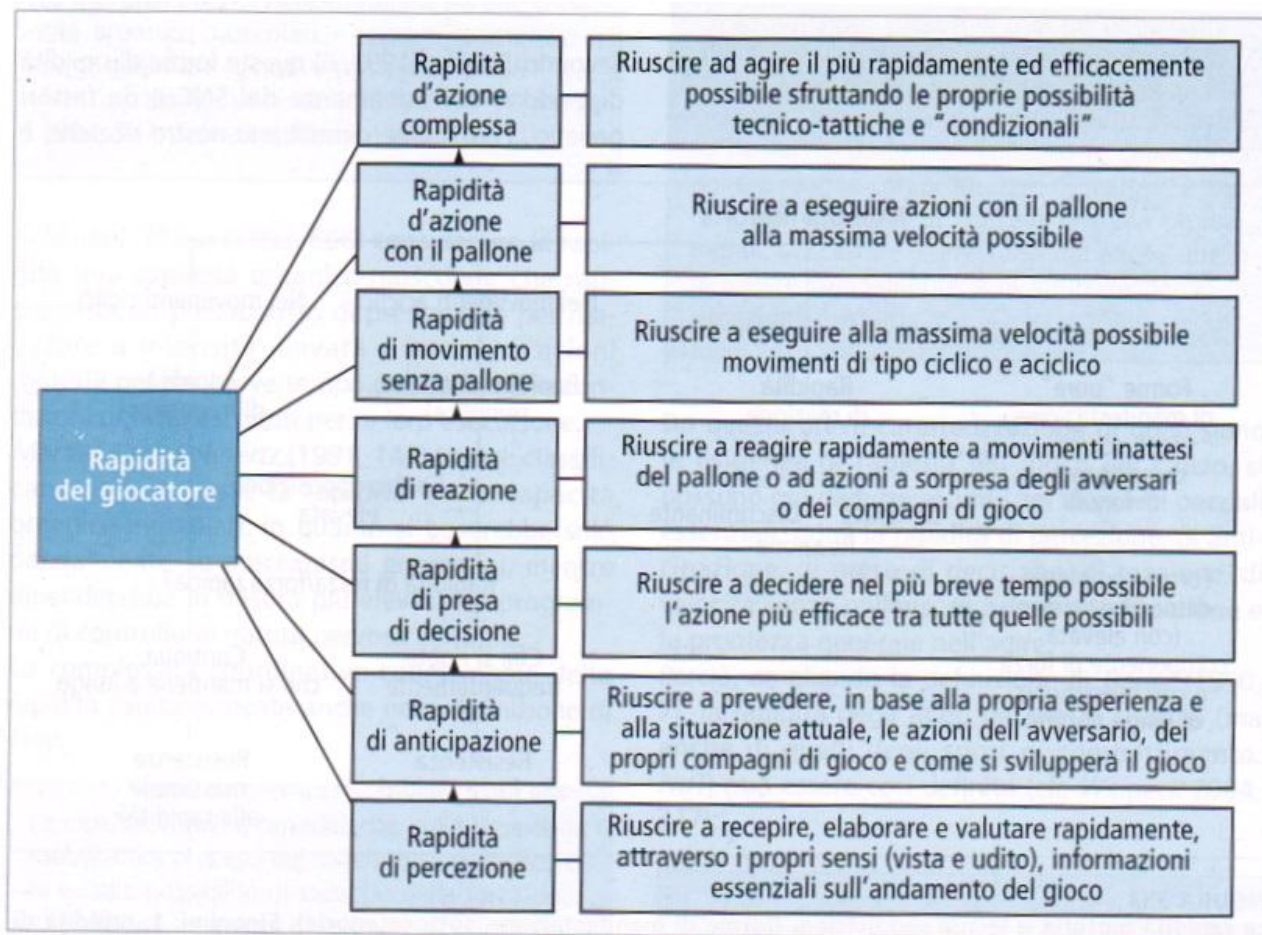 Rapidità
del giocatore
Rapidità
d'azione
complessa
Riuscire ad agire il più rapidamente ed efficacemente
possibile sfruttando le proprie possibilità
tecnico-tattiche e "condizionali"
Rapidità
d'azione
con il pallone
Riuscire a eseguire azioni con il pallone
alla massima velocità possibile
Rapidità
di movimento
senza pallone
Riuscire a eseguire alla massima velocità possibile
movimenti di tipo ciclico e aciclico
Rapidità
di reazione
Riuscire a reagire rapidamente a movimenti inattesi
del pallone o ad azioni a sorpresa degli avversari
o dei compagni di gioco
Rapidità
di presa
di decisione
Riuscire a decidere nel più breve tempo possibile
l'azione più efficace tra tutte quelle possibili
Rapidità
di anticipazione
Riuscire a prevedere, in base alla propria esperienza e
alla situazione attuale, le azioni dell'avversario, dei
propri compagni di gioco e come si svilupperà il gioco
Rapidità
di percezione
Riuscire a recepire, elaborare e valutare rapidamente,
attraverso i propri sensi (vista e udito), informazioni
essenziali sull'andamento del gioco